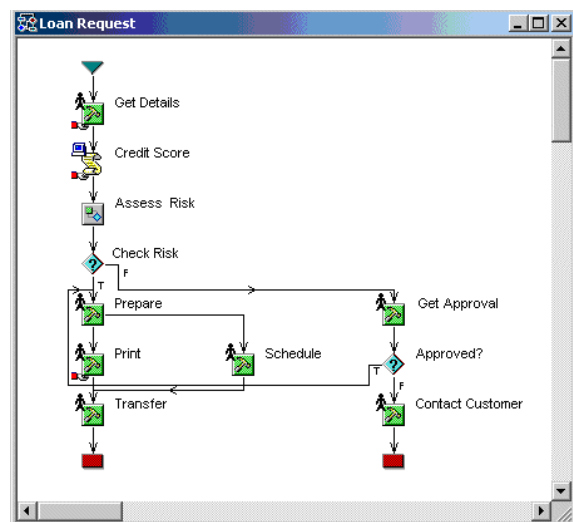 Loan Request
Get Details
Credit Score
Assess Risk
Check Risk
F
T
Prepare
Get Approval
Print
Schedule
Approved?
T
F
Transfer
Contact Customer